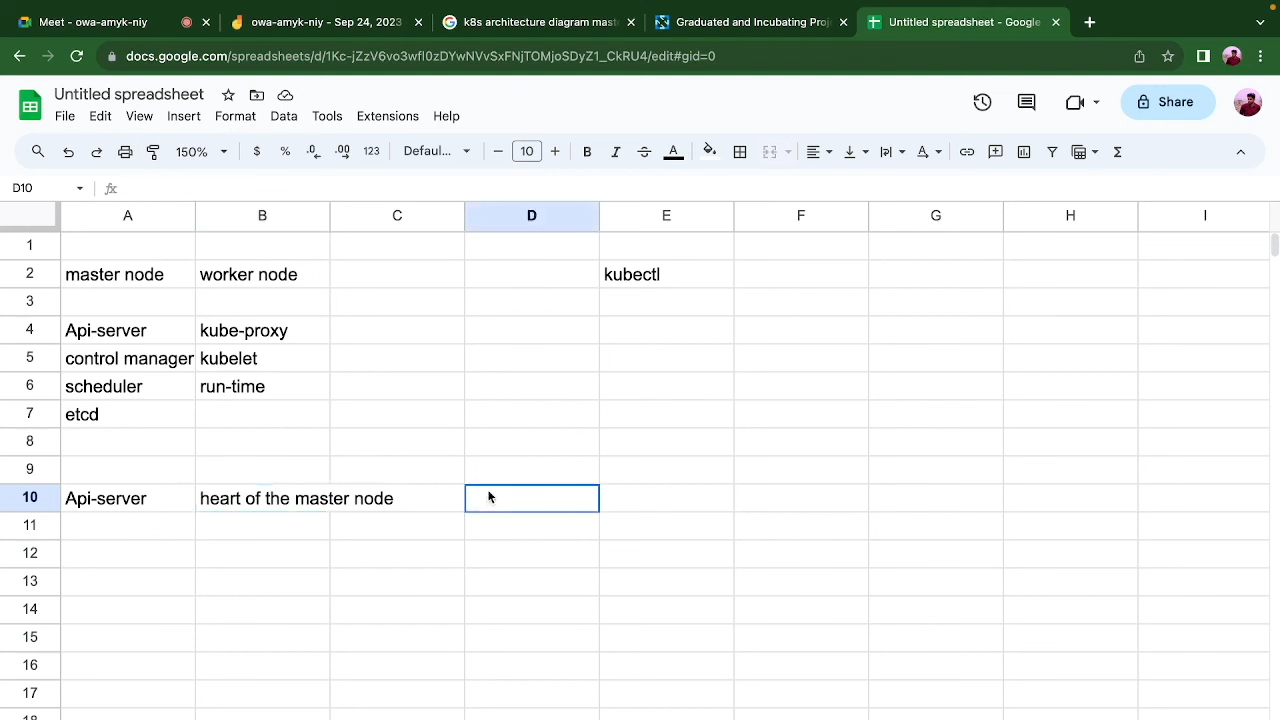 Meet - owa-amyk-niy
owa-amyk-niy - Sep 24, 2023
k8s architecture diagram mast
Graduated and Incubating Proj
Untitled spreadsheet - Google
docs.google.com/spreadsheets/d/1Kc-jZzV6vo3wfl0zDYwNVvSxFNjTOMjoSDyZ1_CkRU4/edit#gid=0
Untitled spreadsheet
Share
File Edit View Insert Format Data Tools Extensions Help
150% $ % .0 .00 123 Defaul... 10 B I S A Σ
D10 fx
A B C D E F G H I
1
2 master node worker node kubectl
3
4 Api-server kube-proxy
5 control manager kubelet
6 scheduler run-time
7 etcd
8
9
10 Api-server heart of the master node
11
12
13
14
15
16
17
18